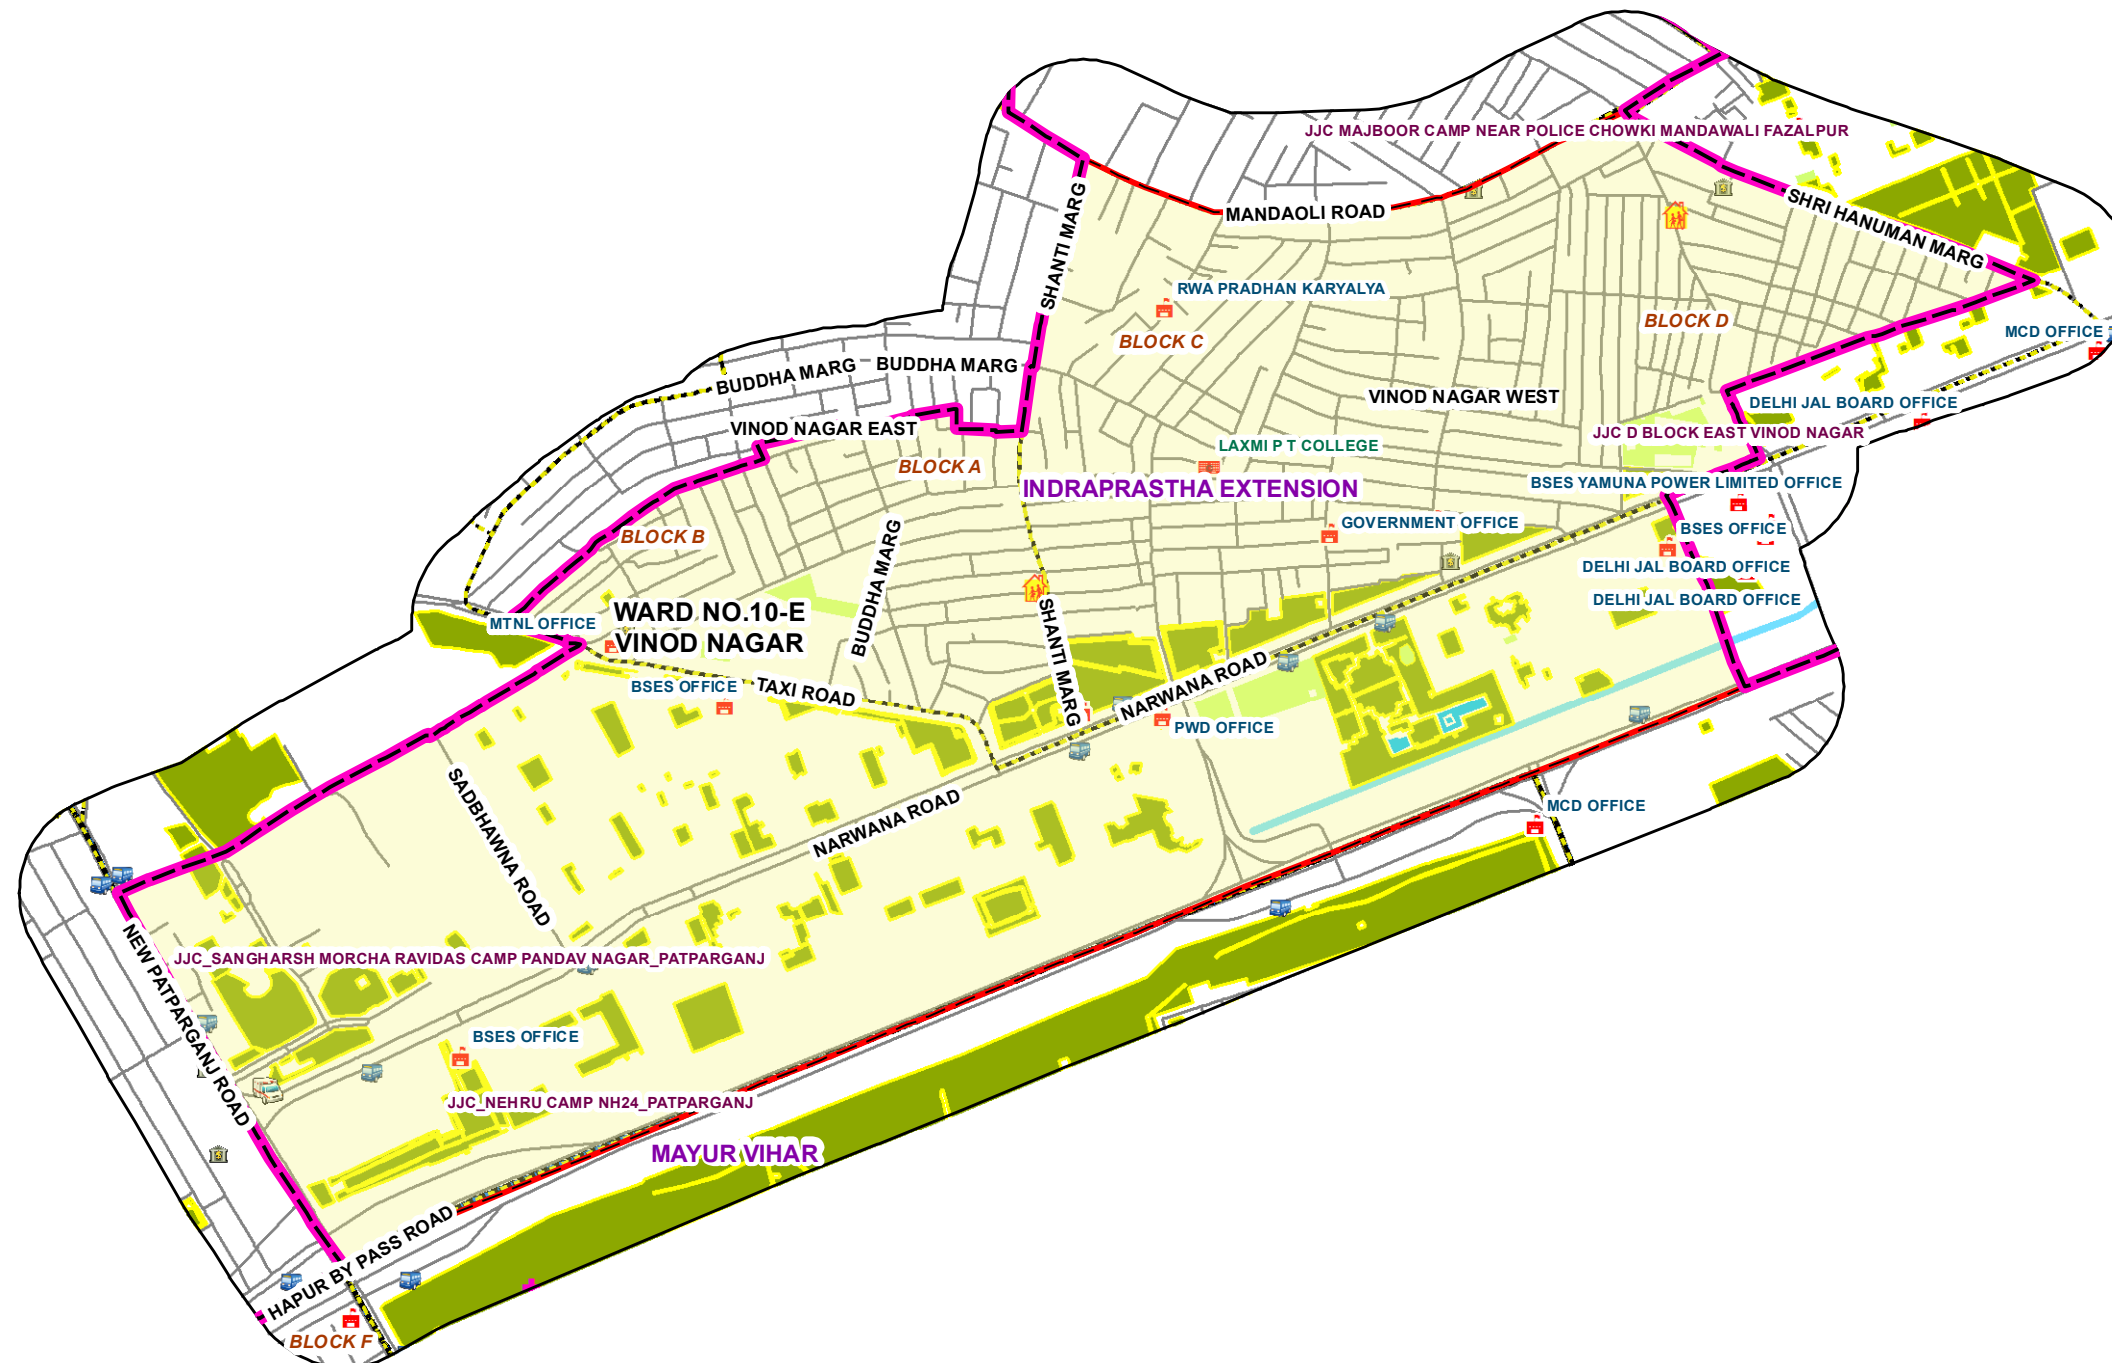 JJC MAJBOOR CAMP NEAR POLICE CHOWKI MANDAWALI FAZALPUR
SHANTI MARG
MANDAOLI ROAD
SHRI HANUMAN MARG
RWA PRADHAN KARYALYA
BLOCK C
BLOCK D
MCD OFFICE
BUDDHA MARG
BUDDHA MARG
VINOD NAGAR WEST
DELHI JAL BOARD OFFICE
VINOD NAGAR EAST
JJC D BLOCK EAST VINOD NAGAR
LAXMI P T COLLEGE
BLOCK A
INDRAPRASTHA EXTENSION
BSES YAMUNA POWER LIMITED OFFICE
GOVERNMENT OFFICE
BSES OFFICE
BLOCK B
BUDDHA MARG
DELHI JAL BOARD OFFICE
DELHI JAL BOARD OFFICE
WARD NO.10-E
VINOD NAGAR
MTNL OFFICE
SHANTI MARG
BSES OFFICE
TAXI ROAD
NARWANA ROAD
PWD OFFICE
SADBHAWNA ROAD
NARWANA ROAD
MCD OFFICE
NEW PATPARGANJ ROAD
JJC_SANGHARSH MORCHA RAVIDAS CAMP PANDAV NAGAR_PATPARGANJ
BSES OFFICE
JJC_NEHRU CAMP NH24_PATPARGANJ
MAYUR VIHAR
HAPUR BY PASS ROAD
BLOCK F